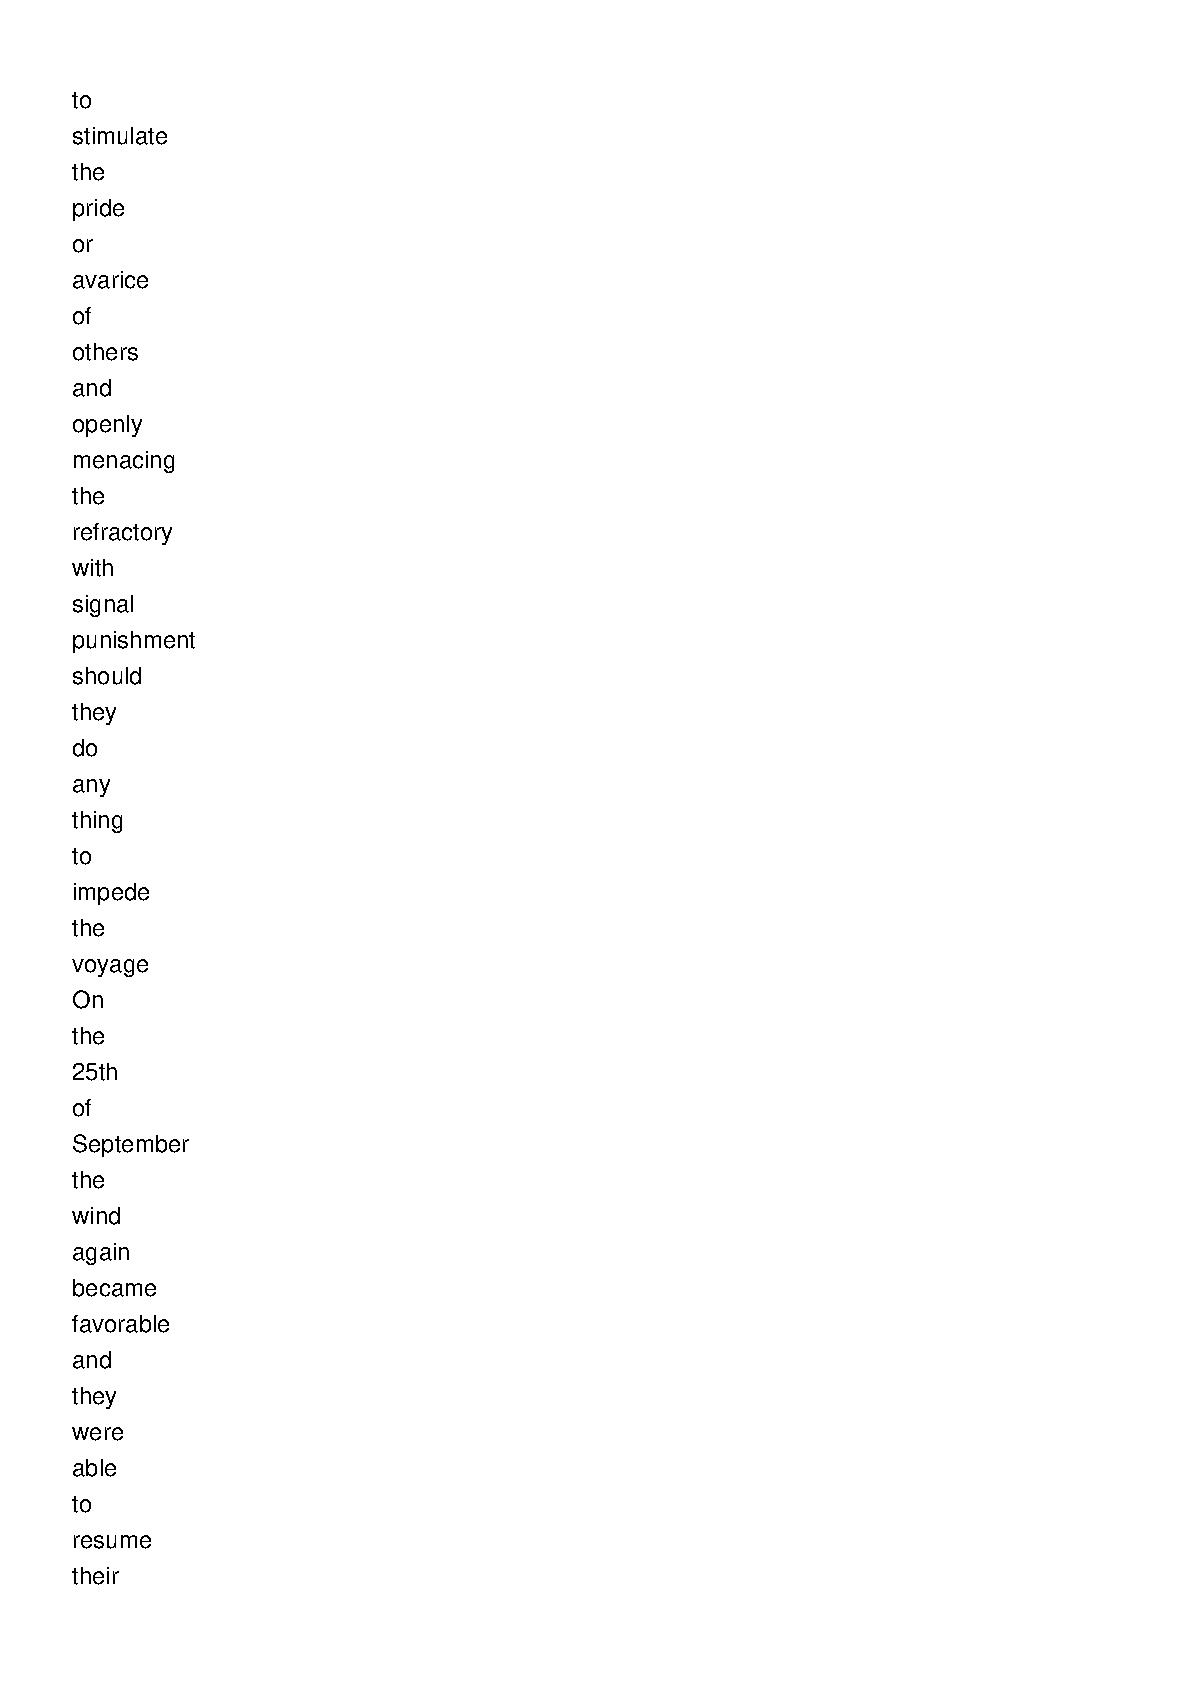 to
stimulate
the
pride
or
avarice
of
others
and
openly
menacing
the
refractory
with
signal
punishment
should
they
do
any
thing
to
impede
the
voyage
On
the
25th
of
September
the
wind
again
became
favorable
and
they
were
able
to
resume
their